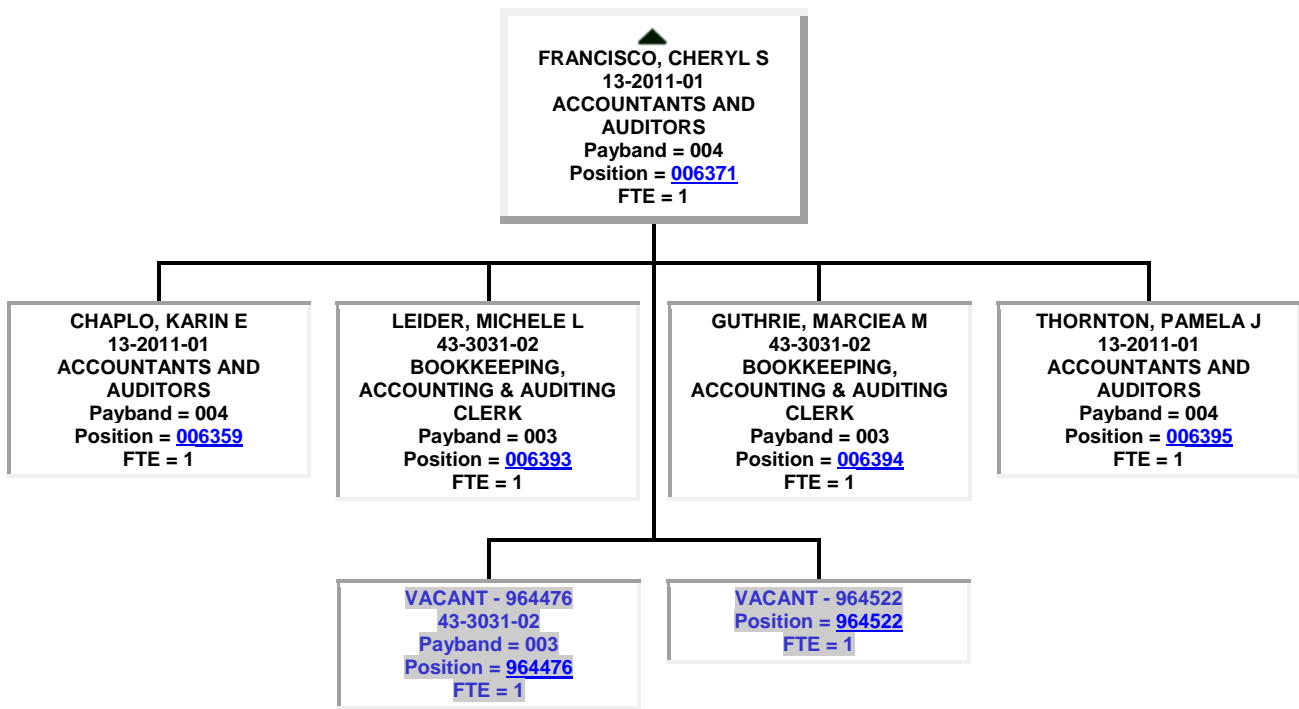 FRANCISCO, CHERYL S
13-2011-01
ACCOUNTANTS AND
AUDITORS
Payband = 004
Position = 006371
FTE = 1
CHAPLO, KARIN E
13-2011-01
ACCOUNTANTS AND
AUDITORS
Payband = 004
Position = 006359
FTE = 1
LEIDER, MICHELE L
43-3031-02
BOOKKEEPING,
ACCOUNTING & AUDITING
CLERK
Payband = 003
Position = 006393
FTE = 1
GUTHRIE, MARCIEA M
43-3031-02
BOOKKEEPING,
ACCOUNTING & AUDITING
CLERK
Payband = 003
Position = 006394
FTE = 1
THORNTON, PAMELA J
13-2011-01
ACCOUNTANTS AND
AUDITORS
Payband = 004
Position = 006395
FTE = 1
VACANT - 964476
43-3031-02
Payband = 003
Position = 964476
FTE = 1
VACANT - 964522
Position = 964522
FTE = 1